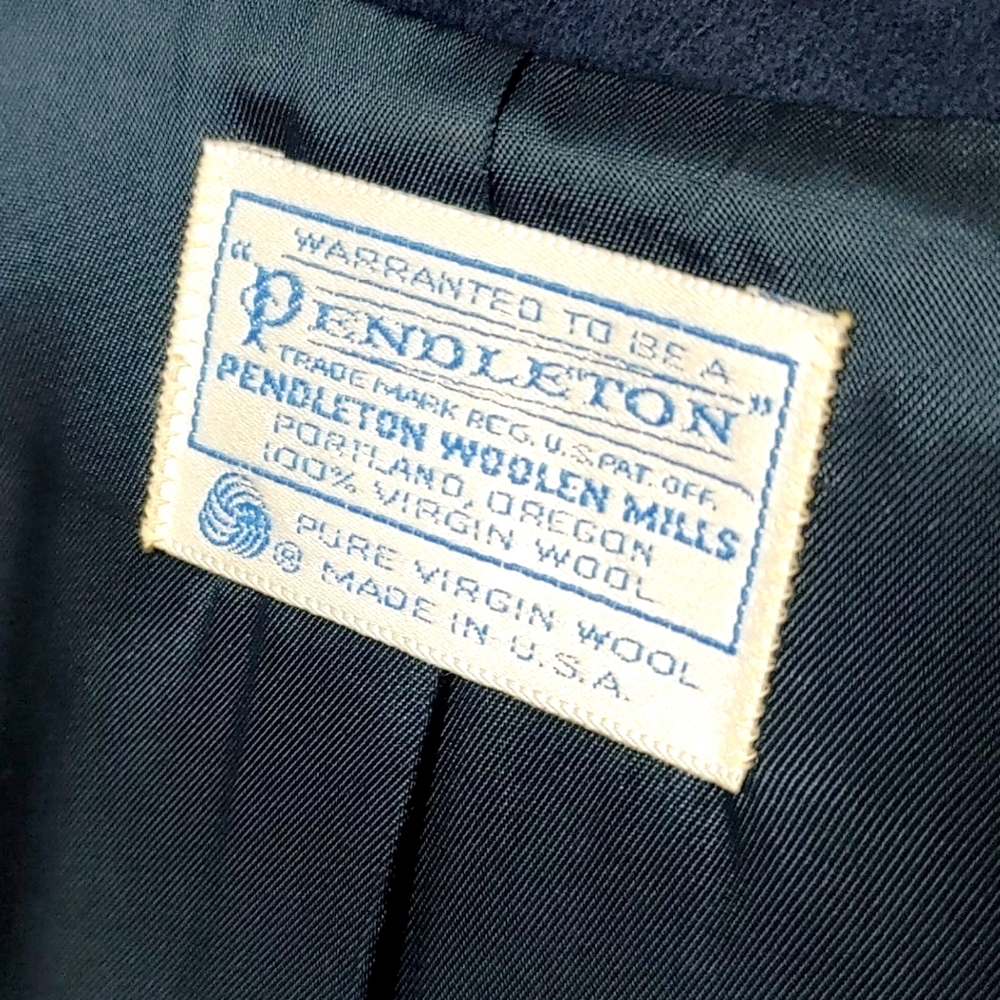 WARRANTED TO BE A
"PENDLETON"
TRADE MARK REG. U.S. PAT. OFF.
PENDLETON WOOLEN MILLS
PORTLAND, OREGON
100% VIRGIN WOOL
® PURE VIRGIN WOOL
MADE IN U.S.A.